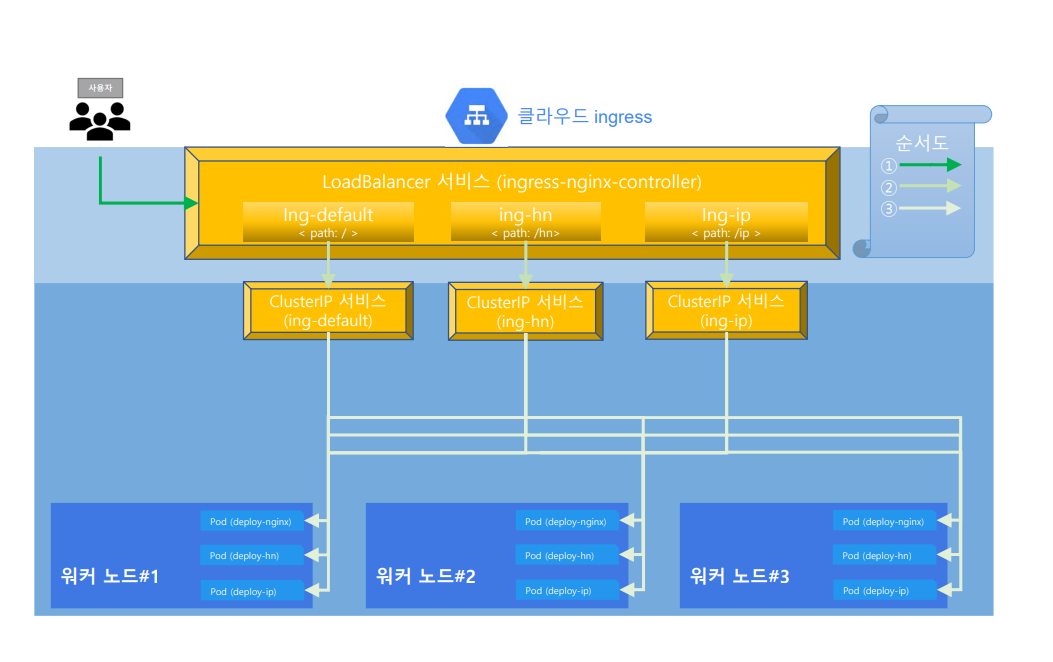 사용자
클라우드 ingress
순서도
①
②
③
LoadBalancer 서비스 (ingress-nginx-controller)
Ing-default
< path: / >
ing-hn
< path: /hn>
Ing-ip
< path: /ip >
ClusterIP 서비스
(ing-default)
ClusterIP 서비스
(ing-hn)
ClusterIP 서비스
(ing-ip)
워커 노드#1
Pod (deploy-nginx)
Pod (deploy-hn)
Pod (deploy-ip)
워커 노드#2
Pod (deploy-nginx)
Pod (deploy-hn)
Pod (deploy-ip)
워커 노드#3
Pod (deploy-nginx)
Pod (deploy-hn)
Pod (deploy-ip)